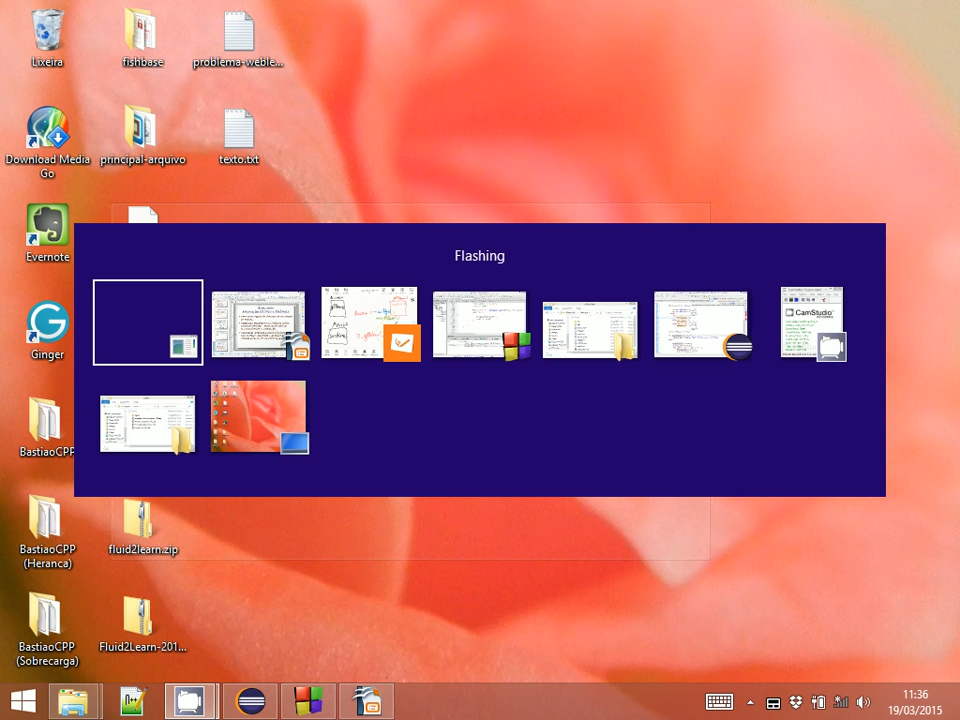 Lixeira
fishbase
problema-weble...
Download Media
Go
principal-arquivo
texto.txt
Evernote
Flashing
CamStudio
Ginger
BastiaoCPP
BastiaoCPP
(Heranca)
fluid2learn.zip
BastiaoCPP
(Sobrecarga)
Fluid2Learn-201...
11:36
19/03/2015